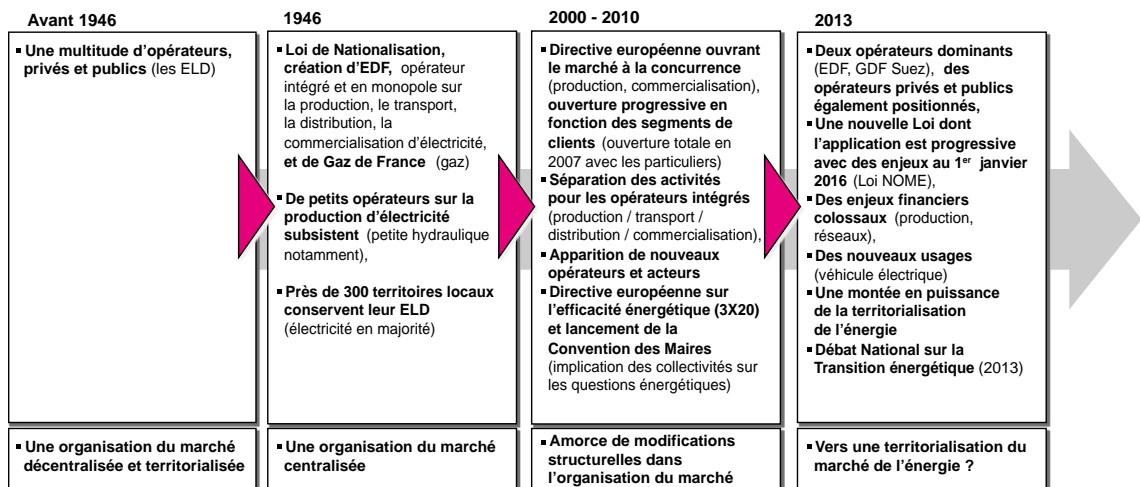 Avant 1946
▪ Une multitude d'opérateurs,
privés et publics (les ELD)
▪ Une organisation du marché
décentralisée et territorialisée
1946
▪ Loi de Nationalisation,
création d'EDF, opérateur
intégré et en monopole sur
la production, le transport,
la distribution, la
commercialisation d'électricité,
et de Gaz de France (gaz)
▪ De petits opérateurs sur la
production d'électricité
subsistent (petite hydraulique
notamment),
▪ Près de 300 territoires locaux
conservent leur ELD
(électricité en majorité)
▪ Une organisation du marché
centralisée
2000 - 2010
▪ Directive européenne ouvrant
le marché à la concurrence
(production, commercialisation),
ouverture progressive en
fonction des segments de
clients (ouverture totale en
2007 avec les particuliers)
▪ Séparation des activités
pour les opérateurs intégrés
(production / transport /
distribution / commercialisation),
▪ Apparition de nouveaux
opérateurs et acteurs
▪ Directive européenne sur
l'efficacité énergétique (3X20)
et lancement de la
Convention des Maires
(implication des collectivités sur
les questions énergétiques)
▪ Amorce de modifications
structurelles dans
l'organisation du marché
2013
▪ Deux opérateurs dominants
(EDF, GDF Suez), des
opérateurs privés et publics
également positionnés,
▪ Une nouvelle Loi dont
l'application est progressive
avec des enjeux au 1er janvier
2016 (Loi NOME),
▪ Des enjeux financiers
colossaux (production,
réseaux),
▪ Des nouveaux usages
(véhicule électrique)
▪ Une montée en puissance
de la territorialisation
de l'énergie
▪ Débat National sur la
Transition énergétique (2013)
▪ Vers une territorialisation du
marché de l'énergie ?